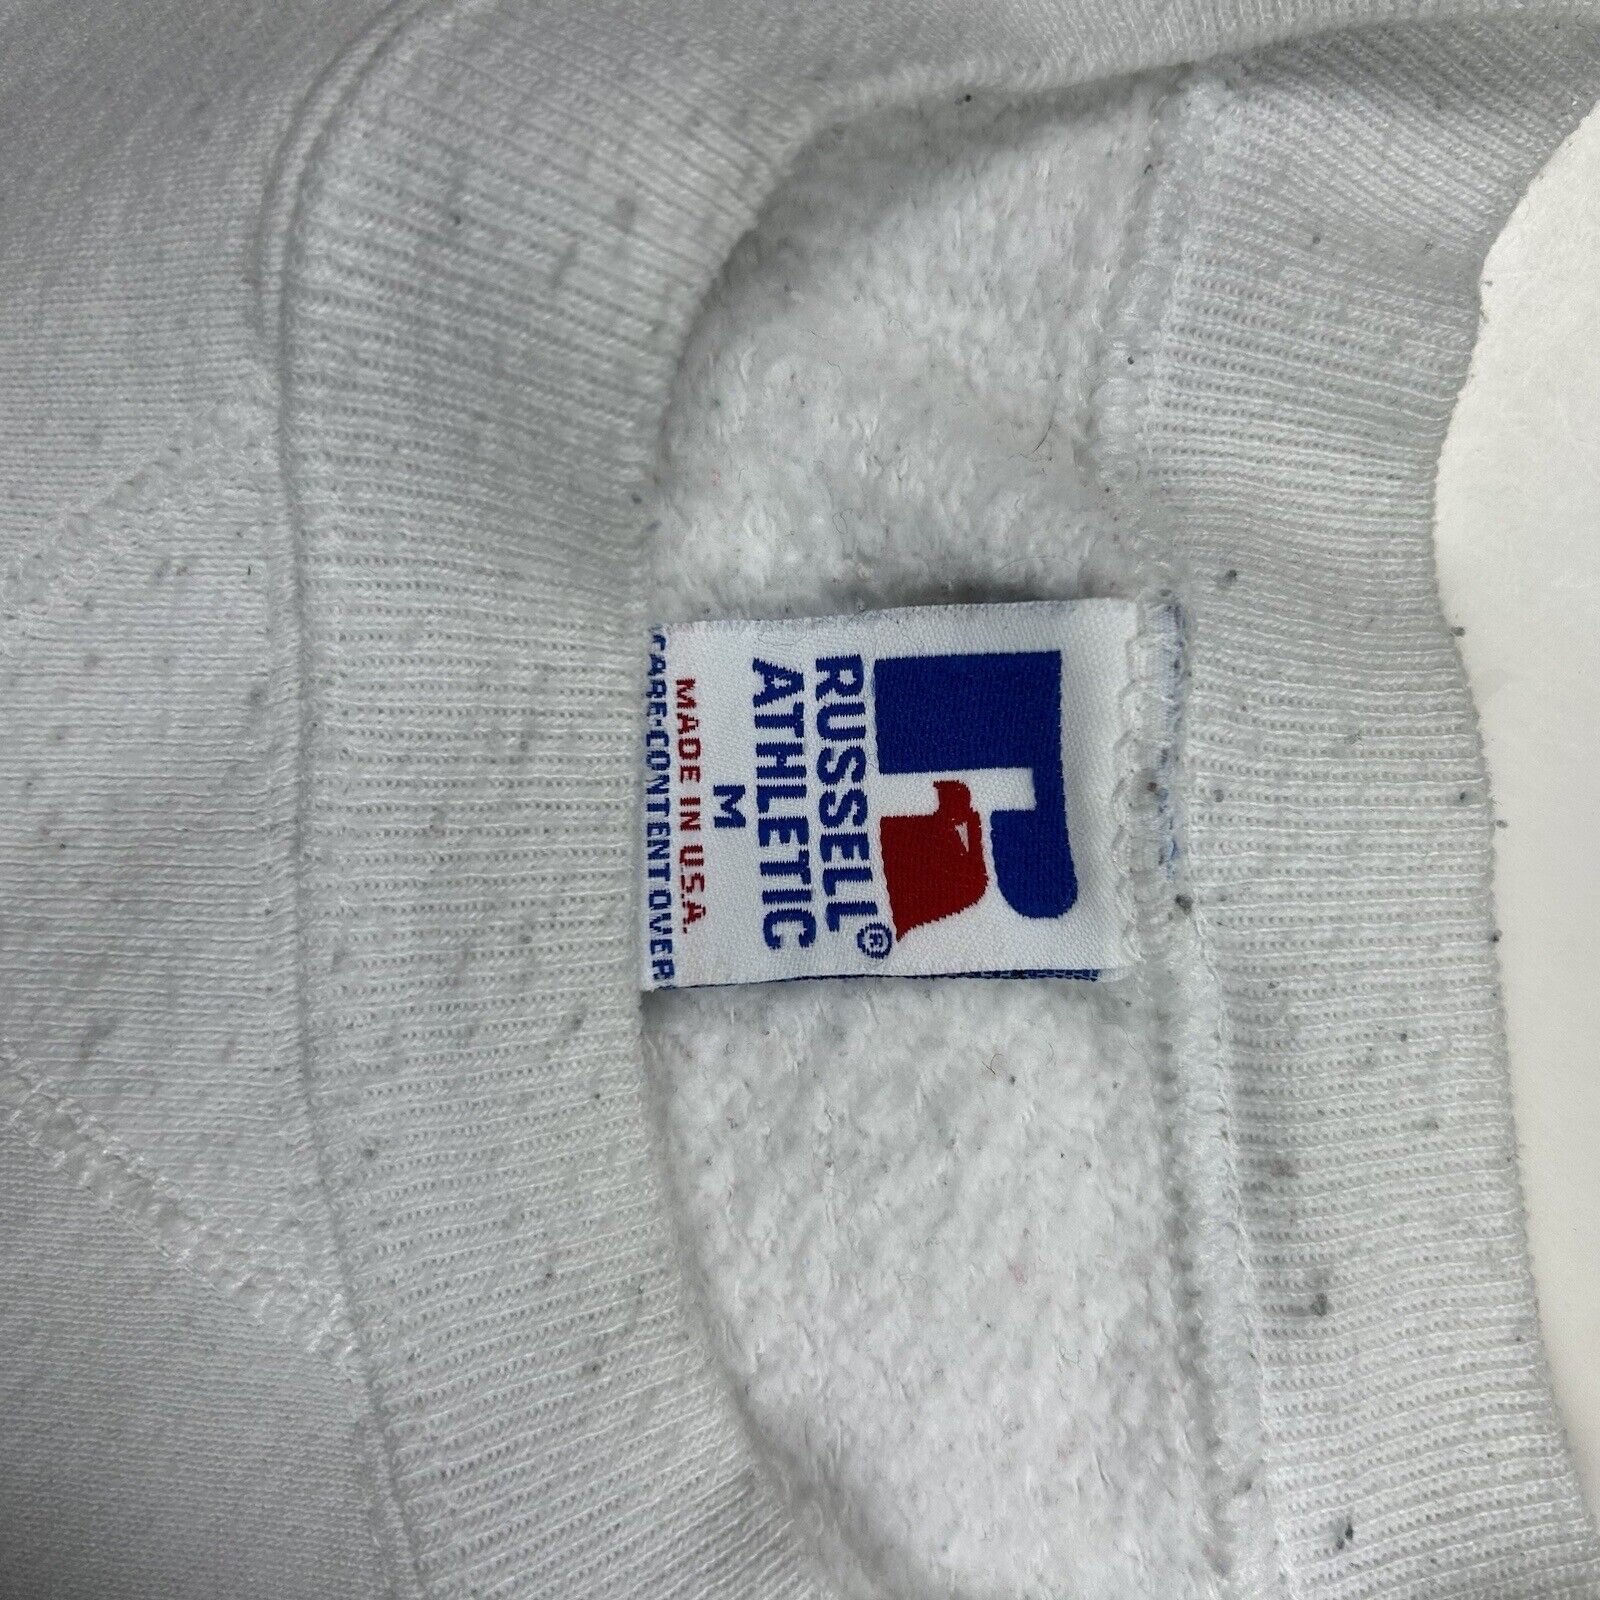 RUSSELL®
ATHLETIC
M
MADE IN U.S.A.
CARE-CONTENT OVER